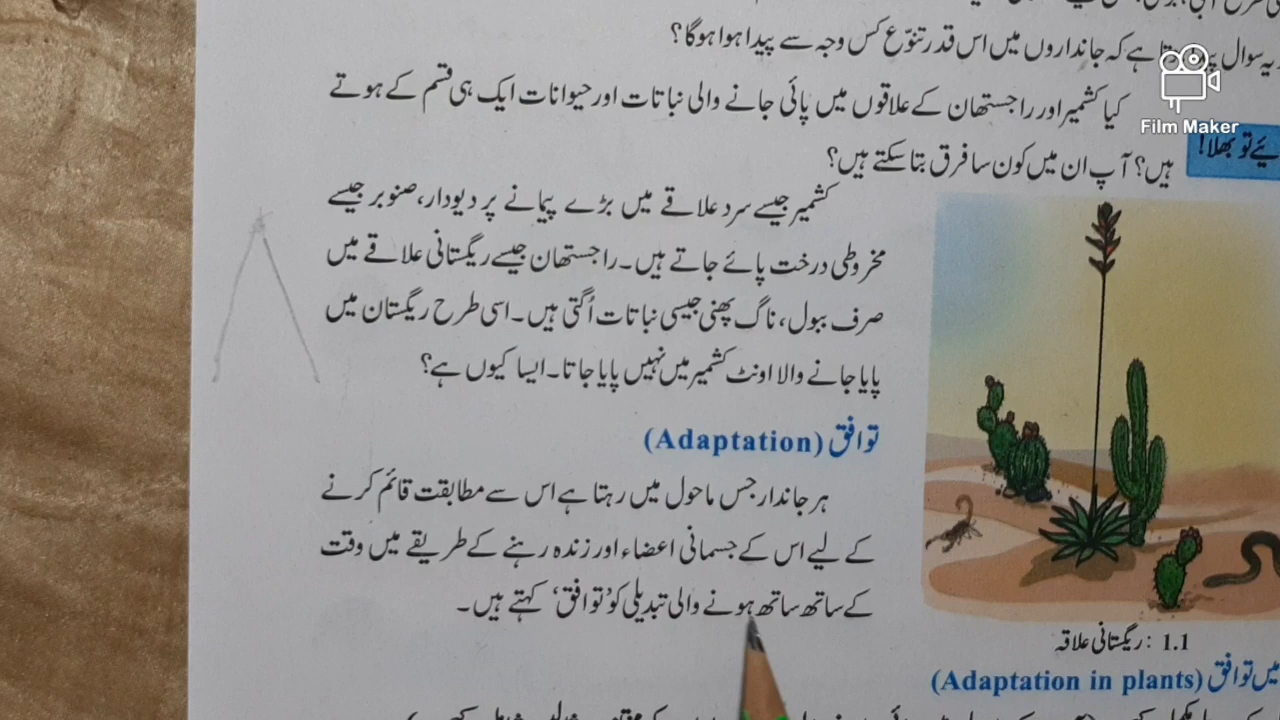 سوال پیدا ہوتا ہے کہ جانداروں میں اس قدر تنوّع کس وجہ سے پیدا ہوا ہوگا؟
Film Maker
ئیے تو بھلا!
کیا کشمیر اور راجستھان کے علاقوں میں پائی جانے والی نباتات اور حیوانات ایک ہی قسم کے ہوتے
ہیں؟ آپ ان میں کون سا فرق بتا سکتے ہیں؟
کشمیر جیسے سرد علاقے میں بڑے پیمانے پر دیودار، صنوبر جیسے
مخروطی درخت پائے جاتے ہیں۔ راجستھان جیسے ریگستانی علاقے میں
صرف ببول، ناگ پھنی جیسی نباتات اُگتی ہیں۔ اسی طرح ریگستان میں
پایا جانے والا اونٹ کشمیر میں نہیں پایا جاتا۔ ایسا کیوں ہے؟
توافق (Adaptation)
ہر جاندار جس ماحول میں رہتا ہے اس سے مطابقت قائم کرنے
کے لیے اس کے جسمانی اعضاء اور زندہ رہنے کے طریقے میں وقت
کے ساتھ ساتھ ہونے والی تبدیلی کو 'توافق' کہتے ہیں۔
1.1 : ریگستانی علاقہ
میں توافق (Adaptation in plants)